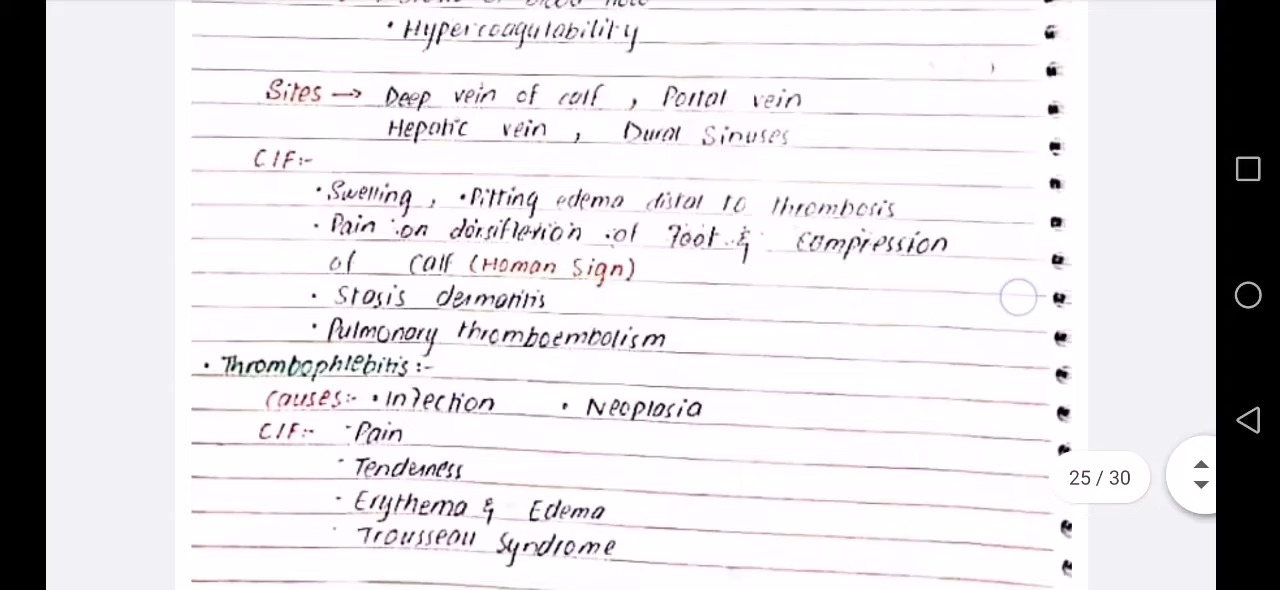 • Hypercoagulability
Sites → Deep vein of calf , Portal vein
Hepatic vein , Dural Sinuses
C/F:-
• Swelling , • Pitting edema distal to thrombosis
• Pain on dorsiflexion of foot & compression
of calf (Homan Sign)
• Stasis dermatitis
• Pulmonary thromboembolism
• Thrombophlebitis :-
Causes:- • Infection • Neoplasia
C/F:- - Pain
- Tenderness
- Erythema & Edema
- Trousseau Syndrome
25 / 30